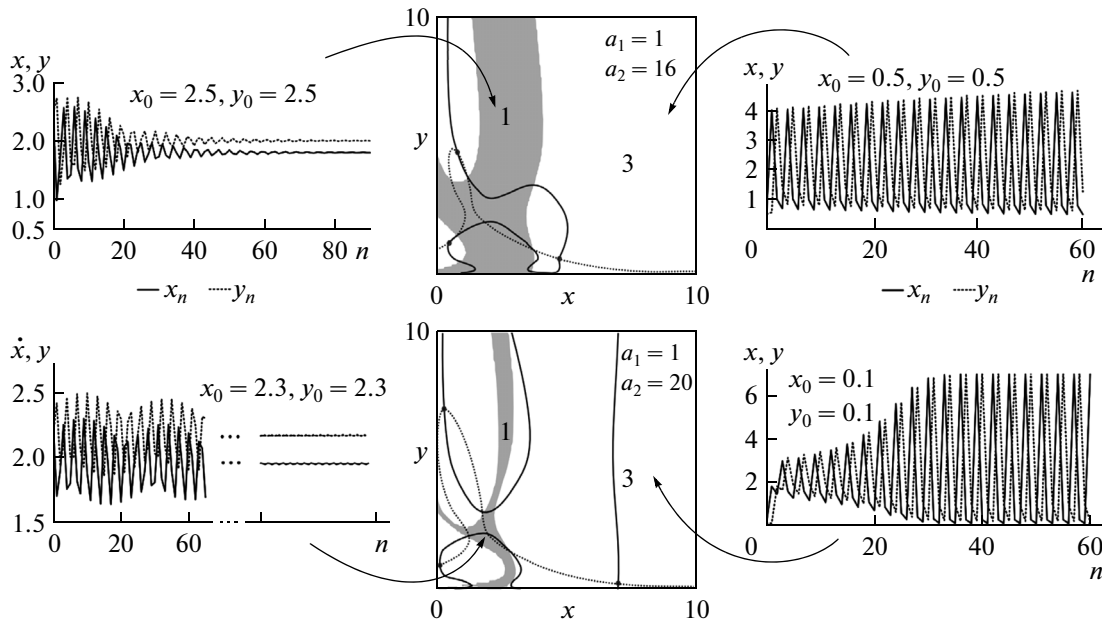 x, y
3.0
2.0
1.0
0.5
x₀ = 2.5, y₀ = 2.5
0 20 40 60 80 n
xₙ yₙ
10
y
a₁ = 1
a₂ = 16
1
3
0 x 10
x, y
x₀ = 0.5, y₀ = 0.5
4
3
2
1
0 20 40 60
n
xₙ yₙ
ẋ, y
2.5
2.0
1.5
x₀ = 2.3, y₀ = 2.3
...
...
0 20 60 n
10
y
a₁ = 1
a₂ = 20
1
3
0 x 10
x, y
x₀ = 0.1
y₀ = 0.1
6
4
2
0 20 40 60
n